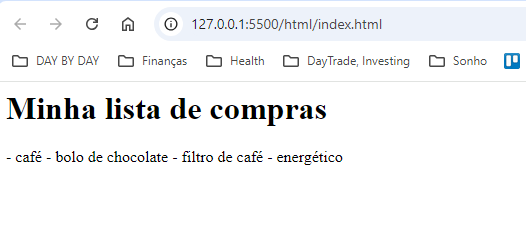 127.0.0.1:5500/html/index.html
DAY BY DAY Finanças Health DayTrade, Investing Sonho
Minha lista de compras
- café - bolo de chocolate - filtro de café - energético